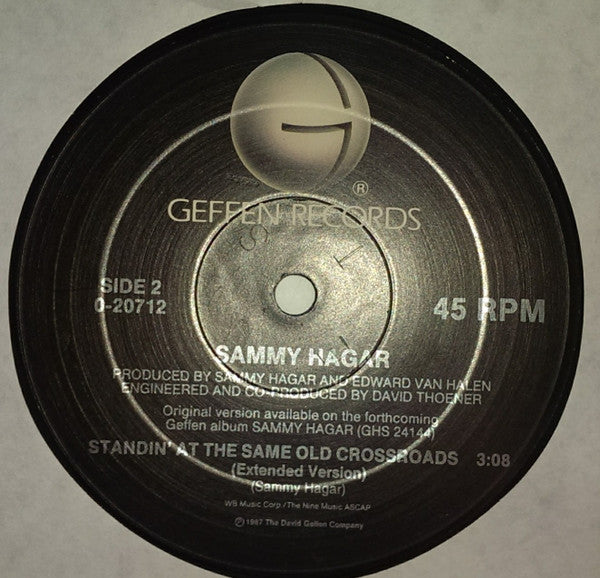 G
®
GEFFEN RECORDS
SIDE 2
0-20712
45 RPM
SAMMY HAGAR
PRODUCED BY SAMMY HAGAR AND EDWARD VAN HALEN
ENGINEERED AND CO-PRODUCED BY DAVID THOENER
Original version available on the forthcoming
Geffen album SAMMY HAGAR (GHS 24144)
STANDIN' AT THE SAME OLD CROSSROADS 3:08
(Extended Version)
(Sammy Hagar)
WB Music Corp./The Nine Music ASCAP
℗1987 The David Geffen Company